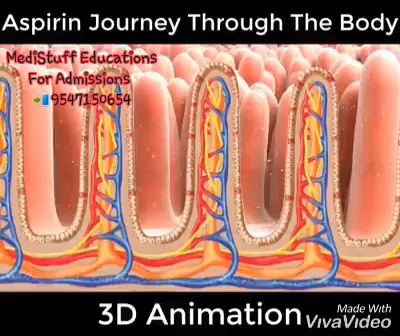 Aspirin Journey Through The Body
MediStuff Educations
For Admissions
📲9547150654
3D Animation
Made With
VivaVideo